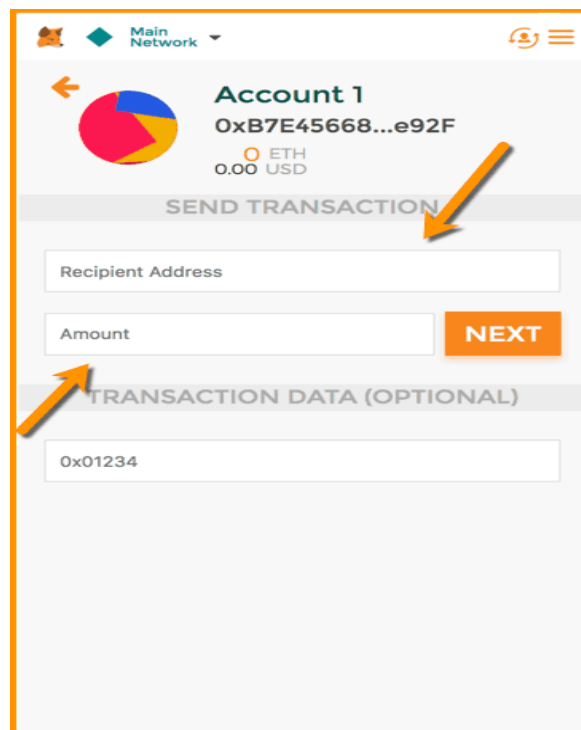 Main
Network
Account 1
0xB7E45668...e92F
0 ETH
0.00 USD
SEND TRANSACTION
Recipient Address
Amount
NEXT
TRANSACTION DATA (OPTIONAL)
0x01234